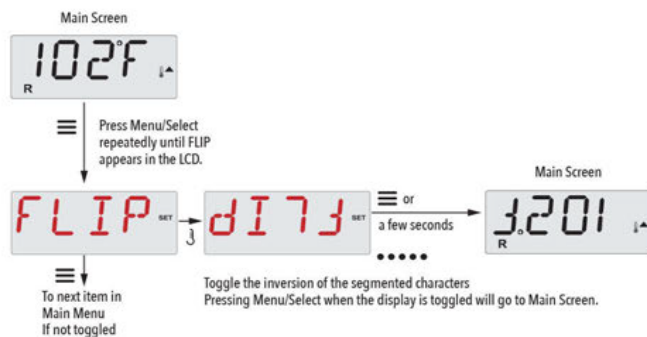 Main Screen
102°F
R
Press Menu/Select
repeatedly until FLIP
appears in the LCD.
Main Screen
FLIP SET
dI7J SET
or
a few seconds
J.201
R
To next item in
Main Menu
If not toggled
Toggle the inversion of the segmented characters
Pressing Menu/Select when the display is toggled will go to Main Screen.